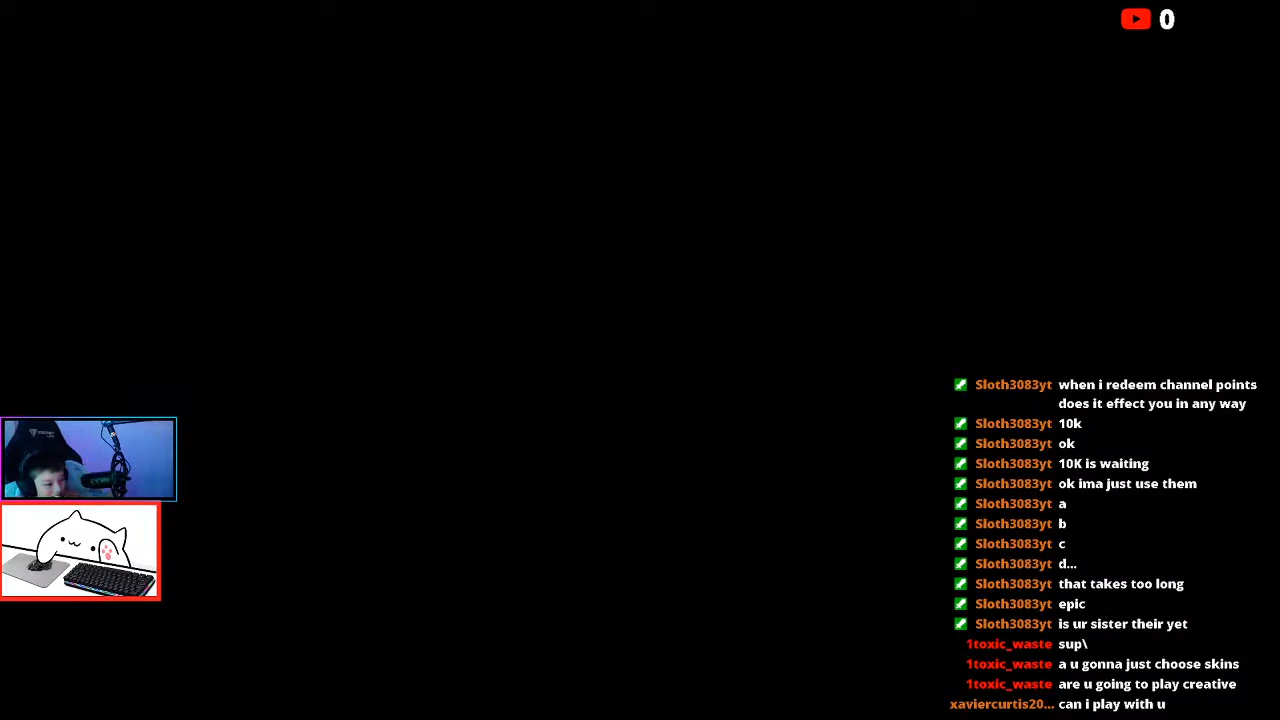 0
Sloth3083yt when i redeem channel points
does it effect you in any way
Sloth3083yt 10k
Sloth3083yt ok
Sloth3083yt 10K is waiting
Sloth3083yt ok ima just use them
Sloth3083yt a
Sloth3083yt b
Sloth3083yt c
Sloth3083yt d...
Sloth3083yt that takes too long
Sloth3083yt epic
Sloth3083yt is ur sister their yet
1toxic_waste sup\
1toxic_waste a u gonna just choose skins
1toxic_waste are u going to play creative
xaviercurtis20... can i play with u